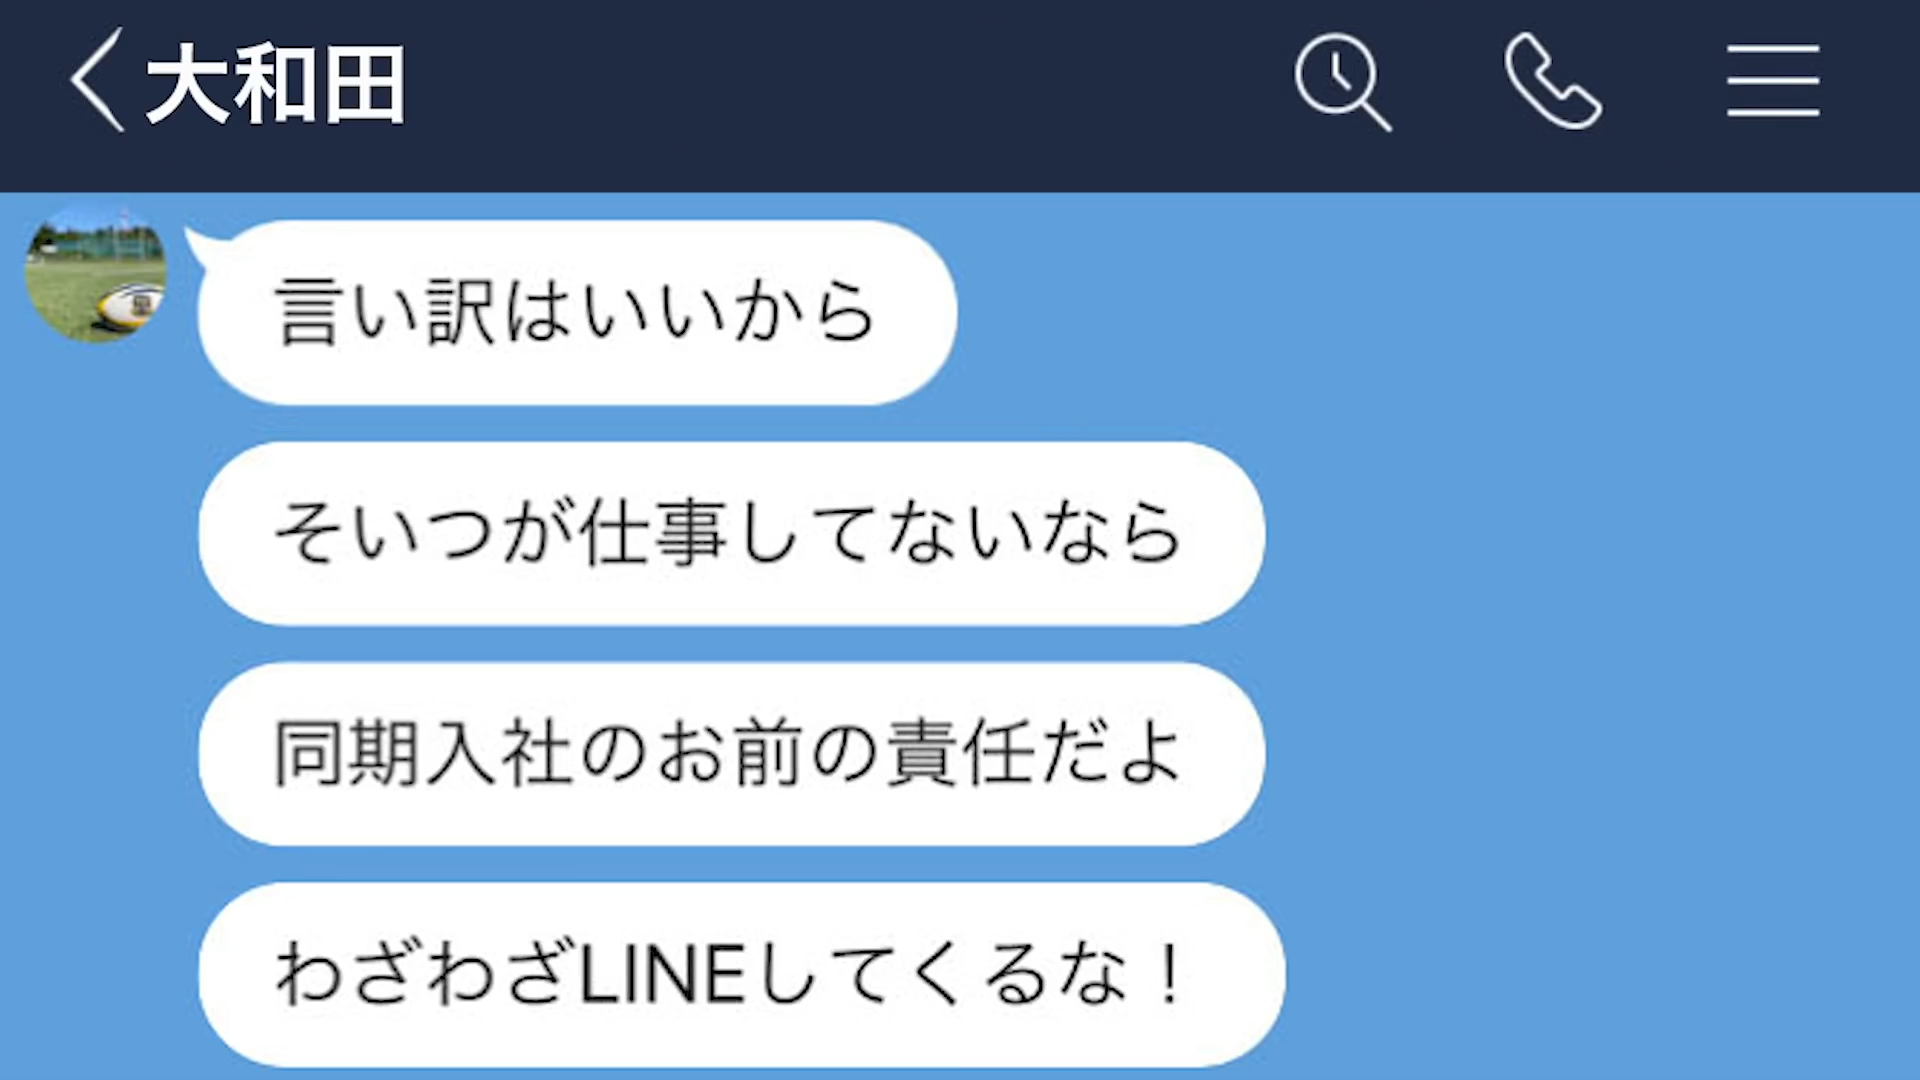 大和田
言い訳はいいから
そいつが仕事してないなら
同期入社のお前の責任だよ
わざわざLINEしてくるな！